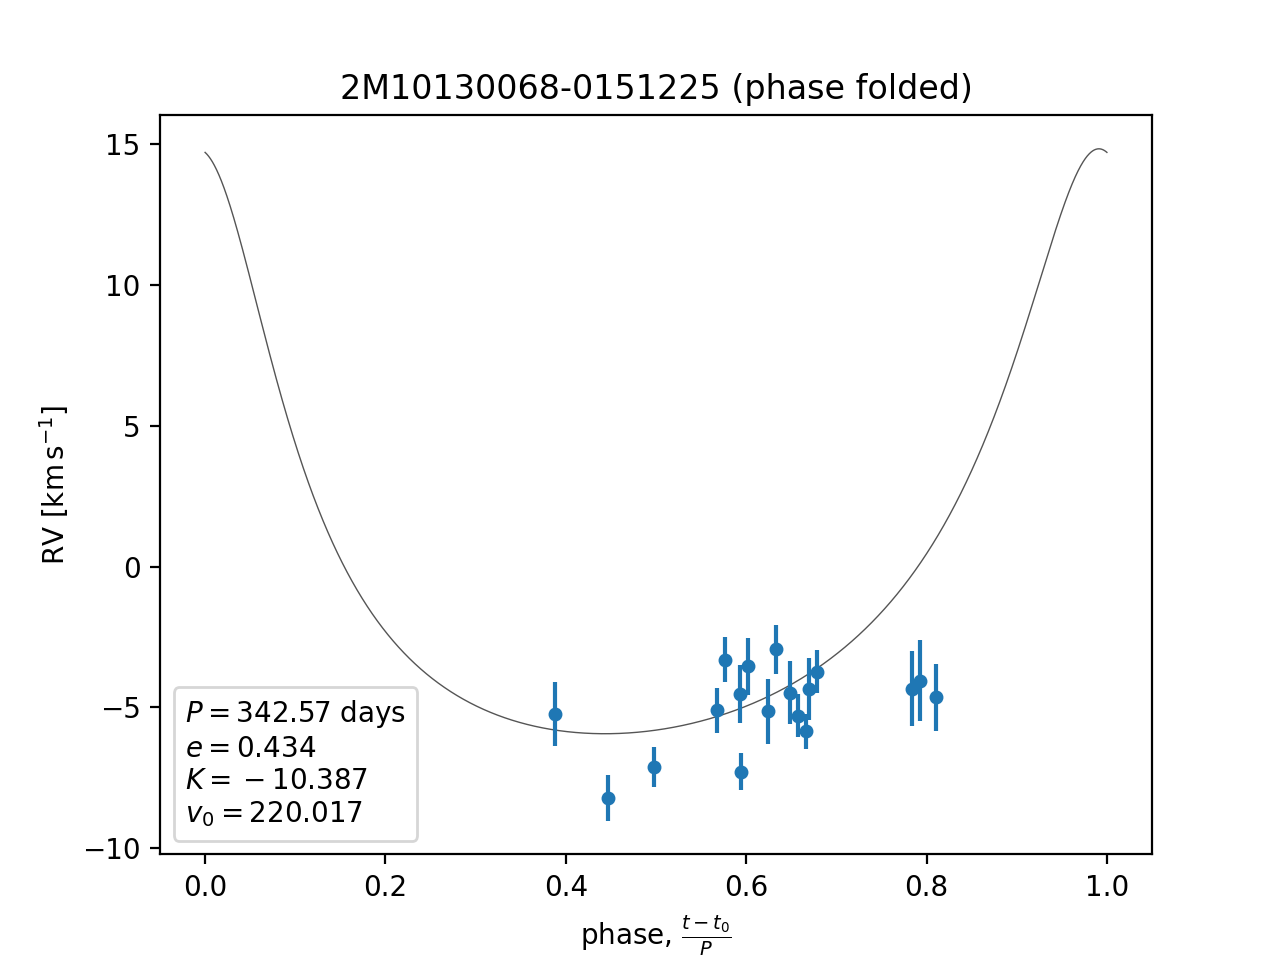 2M10130068-0151225 (phase folded)
RV [km s⁻¹]
15
10
5
0
−5
−10
P = 342.57 days
e = 0.434
K = −10.387
v₀ = 220.017
0.0 0.2 0.4 0.6 0.8 1.0
phase, (t − t₀)/P